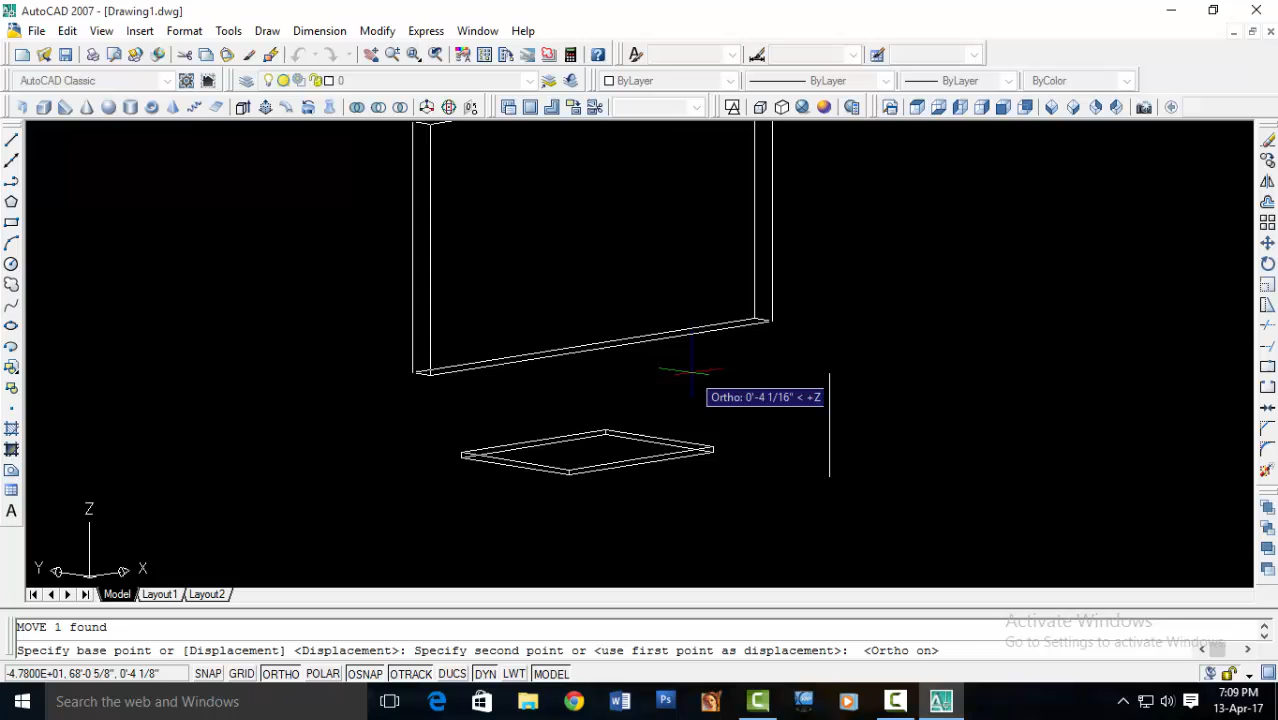 AutoCAD 2007 - [Drawing1.dwg]
File Edit View Insert Format Tools Draw Dimension Modify Express Window Help
AutoCAD Classic 0 ByLayer ByLayer ByLayer ByColor
Ortho: 0'-4 1/16" < +Z
Z
Y X
Model Layout1 Layout2
MOVE 1 found
Specify base point or [Displacement] <Displacement>: Specify second point or <use first point as displacement>: <Ortho on>
Activate Windows
Go to Settings to activate Windows.
-4.7800E+01, 68'-0 5/8", 0'-4 1/8" SNAP GRID ORTHO POLAR OSNAP OTRACK DUCS DYN LWT MODEL
Search the web and Windows
7:09 PM
13-Apr-17